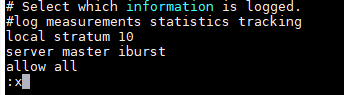 # Select which information is logged.
#log measurements statistics tracking
local stratum 10
server master iburst
allow all
:x